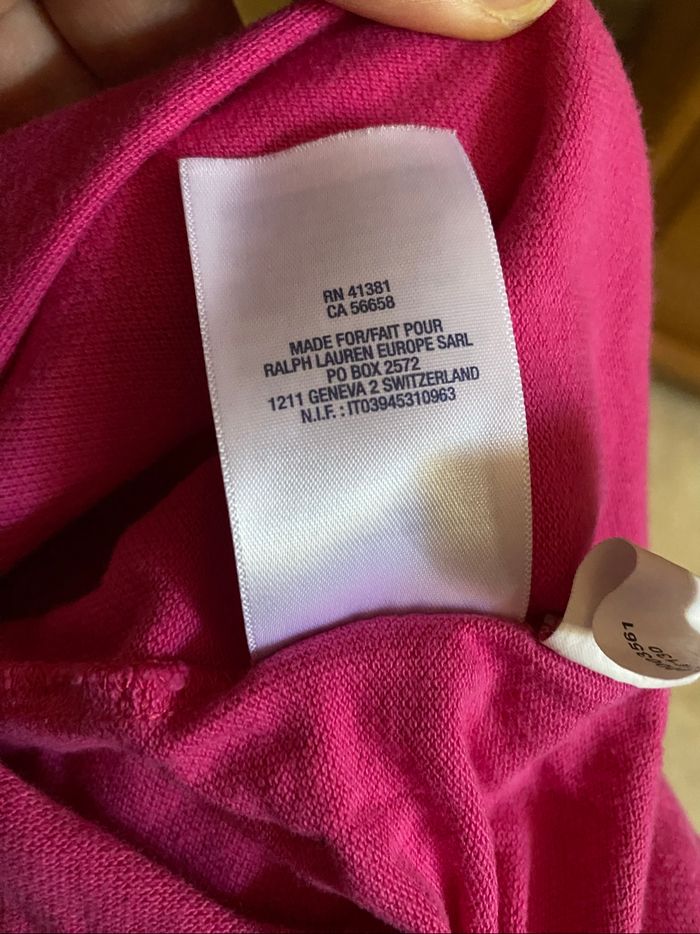 RN 41381
CA 56658
MADE FOR/FAIT POUR
RALPH LAUREN EUROPE SARL
PO BOX 2572
1211 GENEVA 2 SWITZERLAND
N.I.F. : IT03945310963